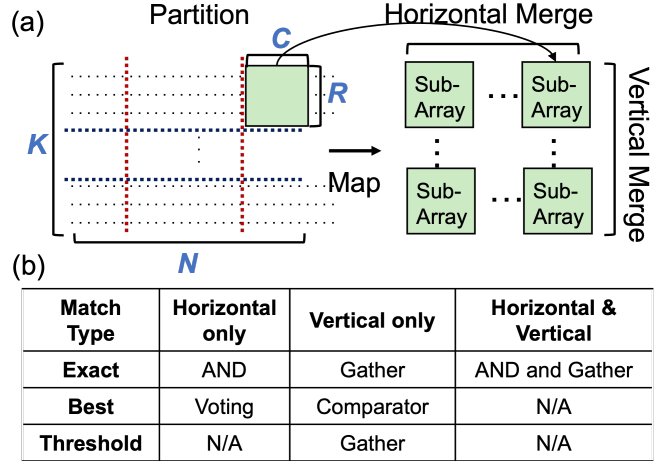 (a)
Partition
Horizontal Merge
C
R
K
N
Map
Sub-
Array
...
Sub-
Array
Sub-
Array
...
Sub-
Array
Vertical Merge
(b)
Match Type | Horizontal only | Vertical only | Horizontal & Vertical
Exact | AND | Gather | AND and Gather
Best | Voting | Comparator | N/A
Threshold | N/A | Gather | N/A